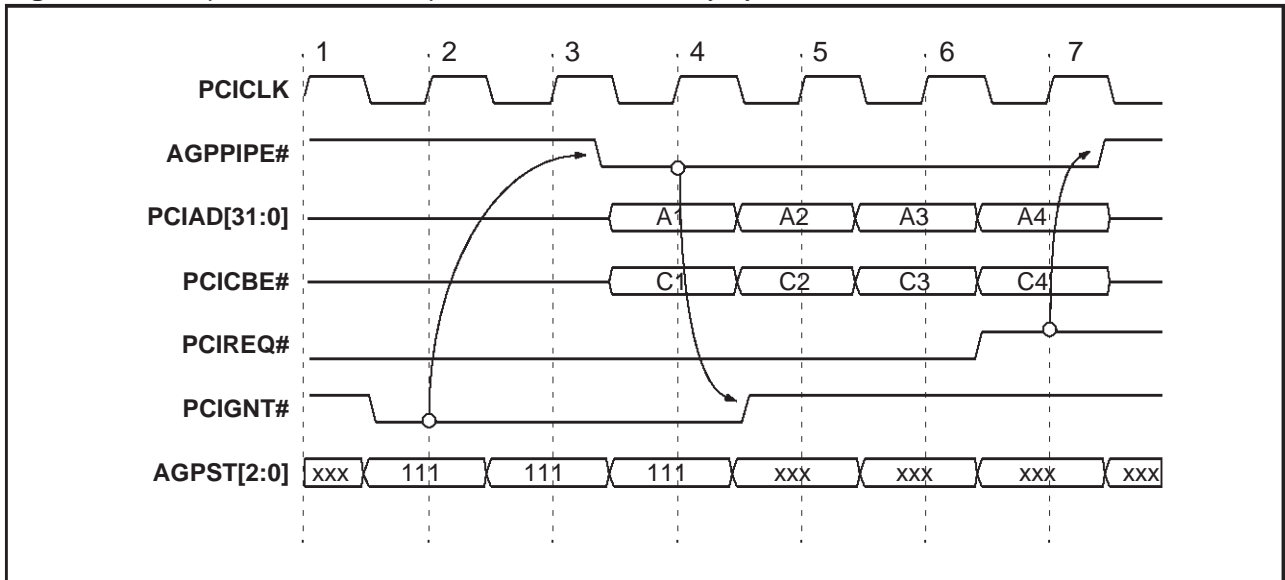 1 2 3 4 5 6 7
PCICLK
AGPPIPE#
PCIAD[31:0] A1 A2 A3 A4
PCICBE# C1 C2 C3 C4
PCIREQ#
PCIGNT#
AGPST[2:0] xxx 111 111 111 xxx xxx xxx xxx